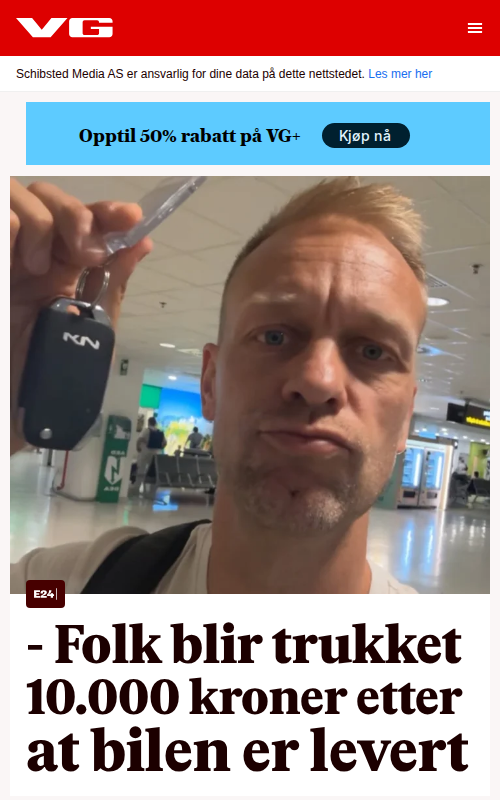 VG
Schibsted Media AS er ansvarlig for dine data på dette nettstedet. Les mer her
Opptil 50% rabatt på VG+ Kjøp nå
KN
E24
- Folk blir trukket
10.000 kroner etter
at bilen er levert